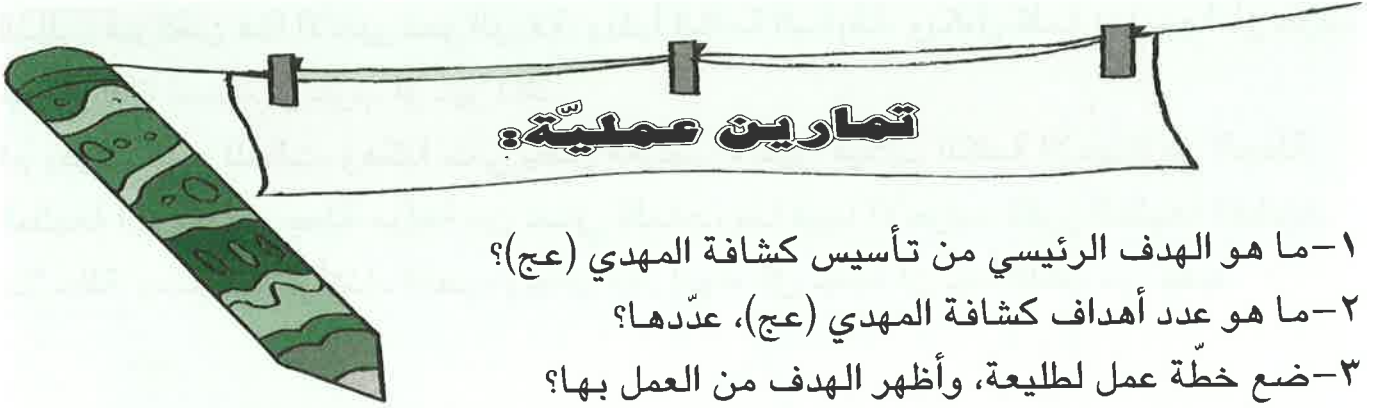 تمارين عمليّة:
١-ما هو الهدف الرئيسي من تأسيس كشافة المهدي (عج)؟
٢-ما هو عدد أهداف كشافة المهدي (عج)، عدّدها؟
٣-ضع خطّة عمل لطليعة، وأظهر الهدف من العمل بها؟